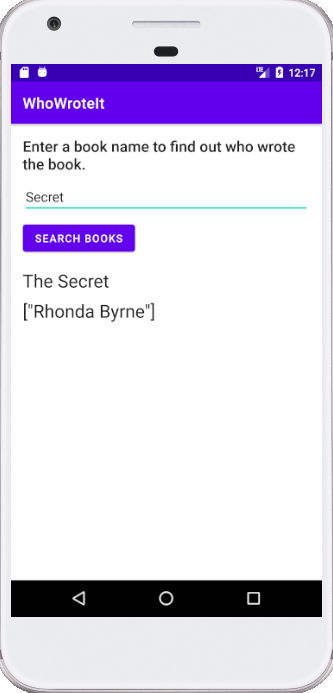 12:17
WhoWroteIt
Enter a book name to find out who wrote
the book.
Secret
SEARCH BOOKS
The Secret
["Rhonda Byrne"]